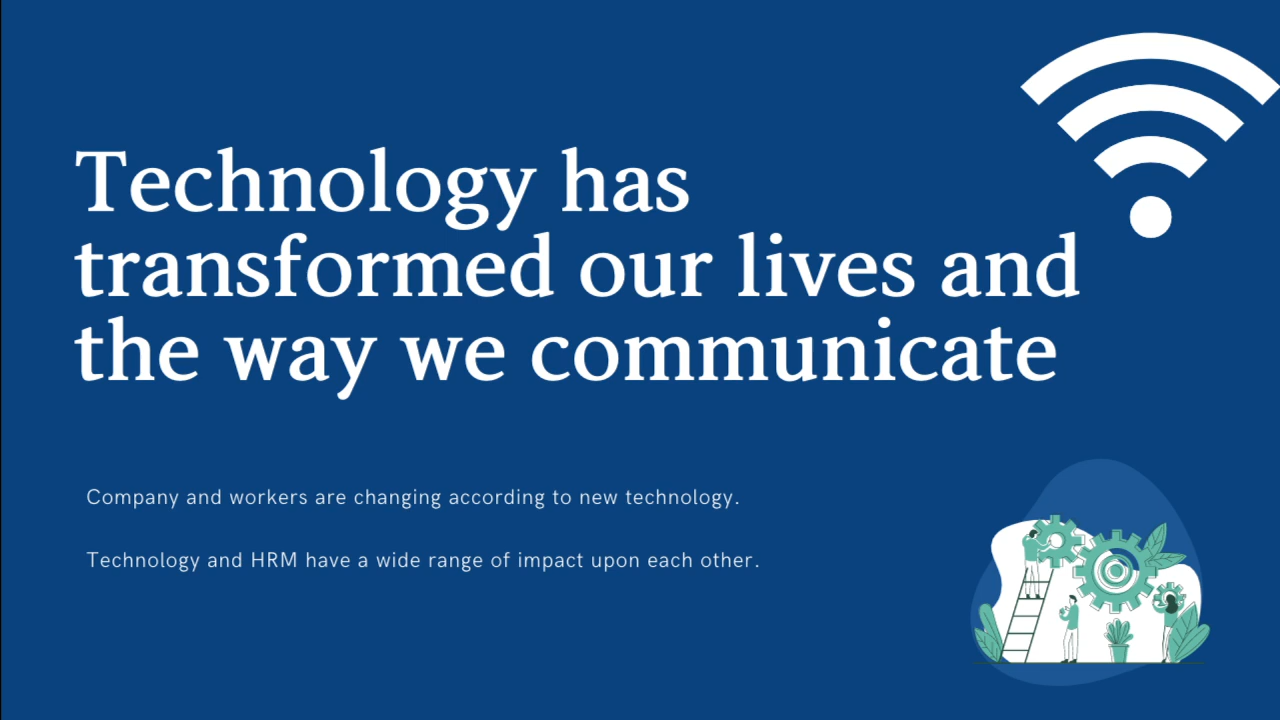 Technology has
transformed our lives and
the way we communicate
Company and workers are changing according to new technology.
Technology and HRM have a wide range of impact upon each other.